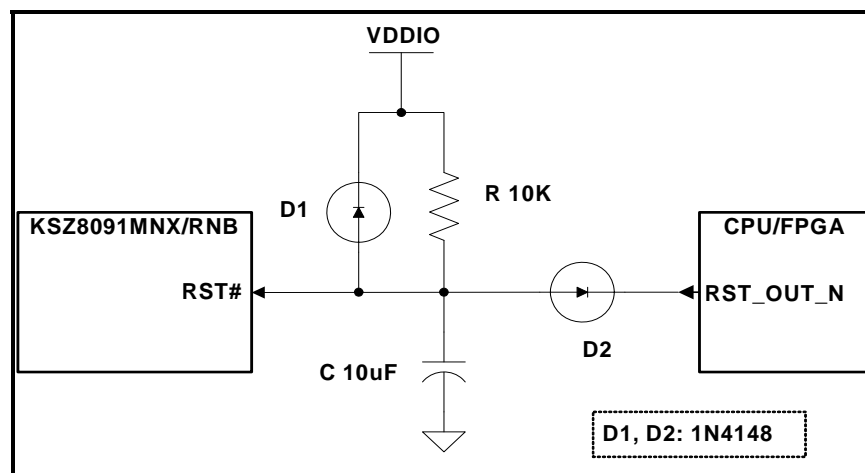 VDDIO
D1
R 10K
KSZ8091MNX/RNB
CPU/FPGA
RST#
RST_OUT_N
D2
C 10uF
D1, D2: 1N4148